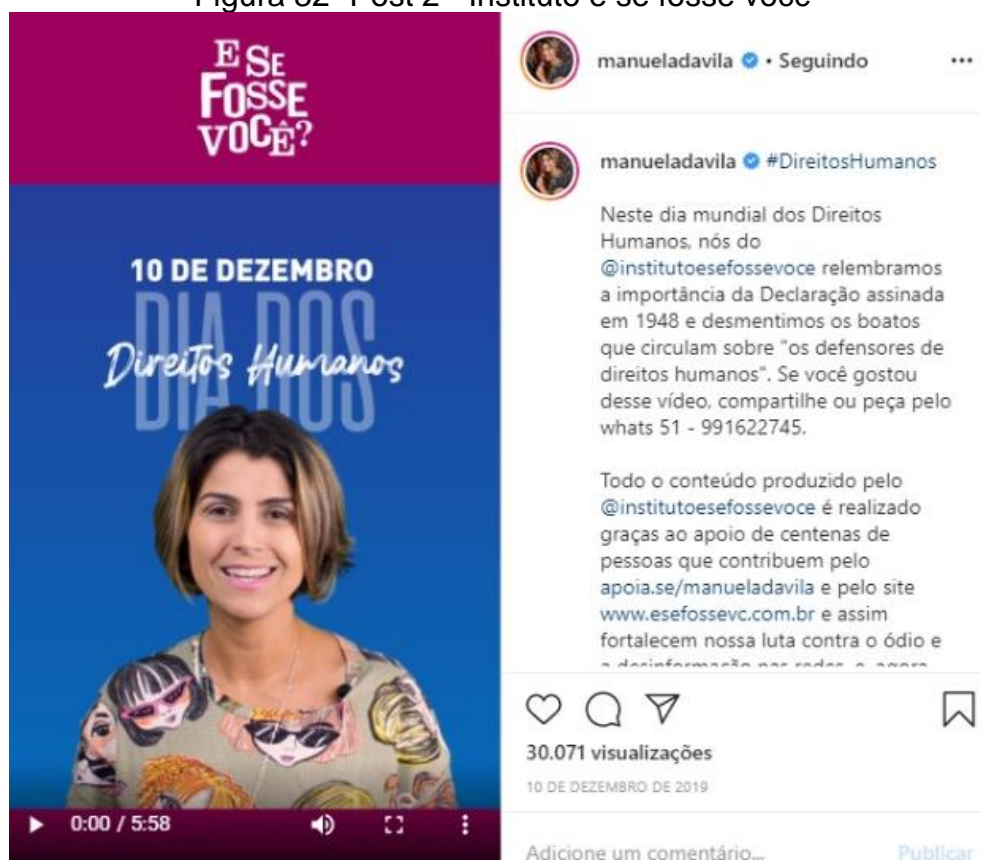 Figura 32- Post 2 - Instituto e se fosse você
E SE
FOSSE
VOCÊ?
10 DE DEZEMBRO
DIA DOS
Direitos Humanos
0:00 / 5:58
manueladavila • Seguindo
manueladavila #DireitosHumanos
Neste dia mundial dos Direitos
Humanos, nós do
@institutoesefossevoce relembramos
a importância da Declaração assinada
em 1948 e desmentimos os boatos
que circulam sobre "os defensores de
direitos humanos". Se você gostou
desse vídeo, compartilhe ou peça pelo
whats 51 - 991622745.
Todo o conteúdo produzido pelo
@institutoesefossevoce é realizado
graças ao apoio de centenas de
pessoas que contribuem pelo
apoia.se/manueladavila e pelo site
www.esefossevc.com.br e assim
fortalecem nossa luta contra o ódio e
a desinformação nas redes, e, agora
30.071 visualizações
10 DE DEZEMBRO DE 2019
Adicione um comentário...
Publicar